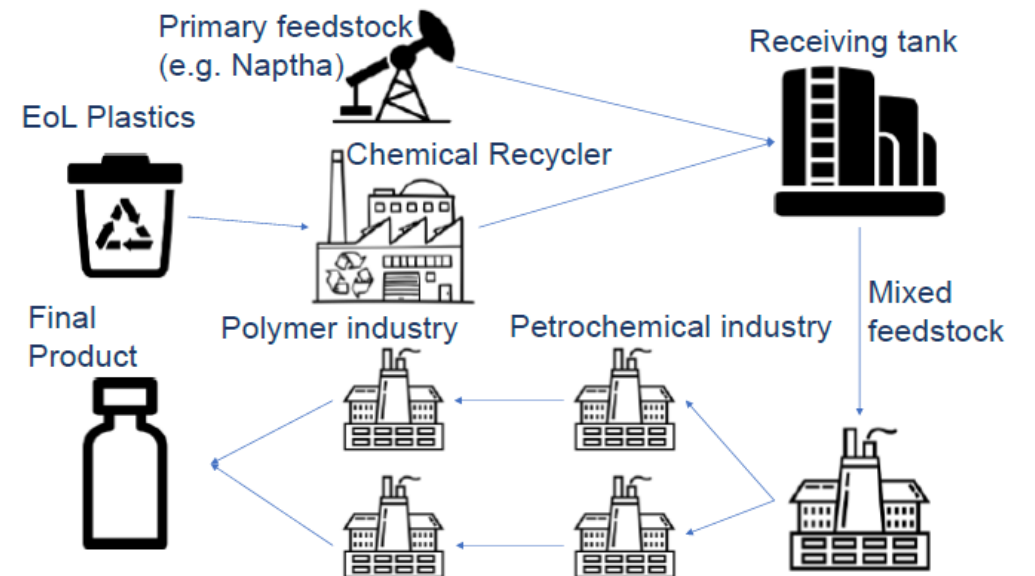 Primary feedstock
(e.g. Naptha)
Receiving tank
EoL Plastics
Chemical Recycler
Mixed
feedstock
Final
Product
Polymer industry
Petrochemical industry